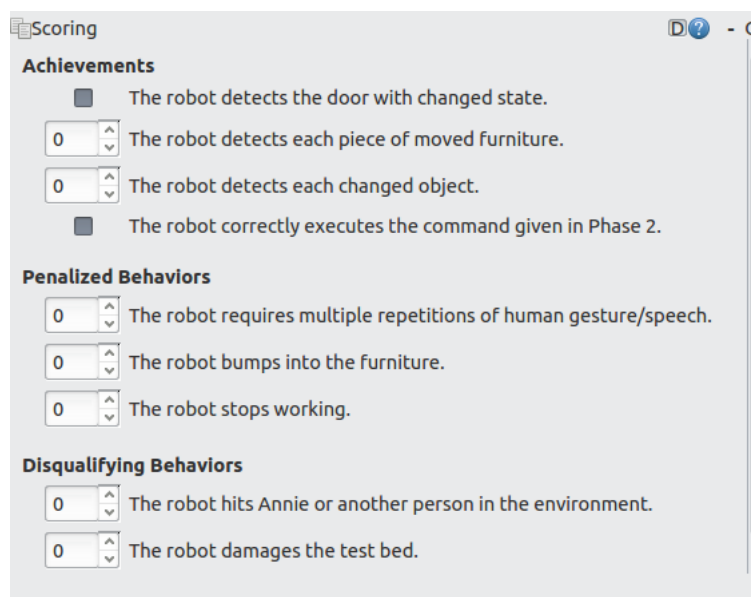 Scoring D ? -
Achievements
The robot detects the door with changed state.
0 The robot detects each piece of moved furniture.
0 The robot detects each changed object.
The robot correctly executes the command given in Phase 2.
Penalized Behaviors
0 The robot requires multiple repetitions of human gesture/speech.
0 The robot bumps into the furniture.
0 The robot stops working.
Disqualifying Behaviors
0 The robot hits Annie or another person in the environment.
0 The robot damages the test bed.